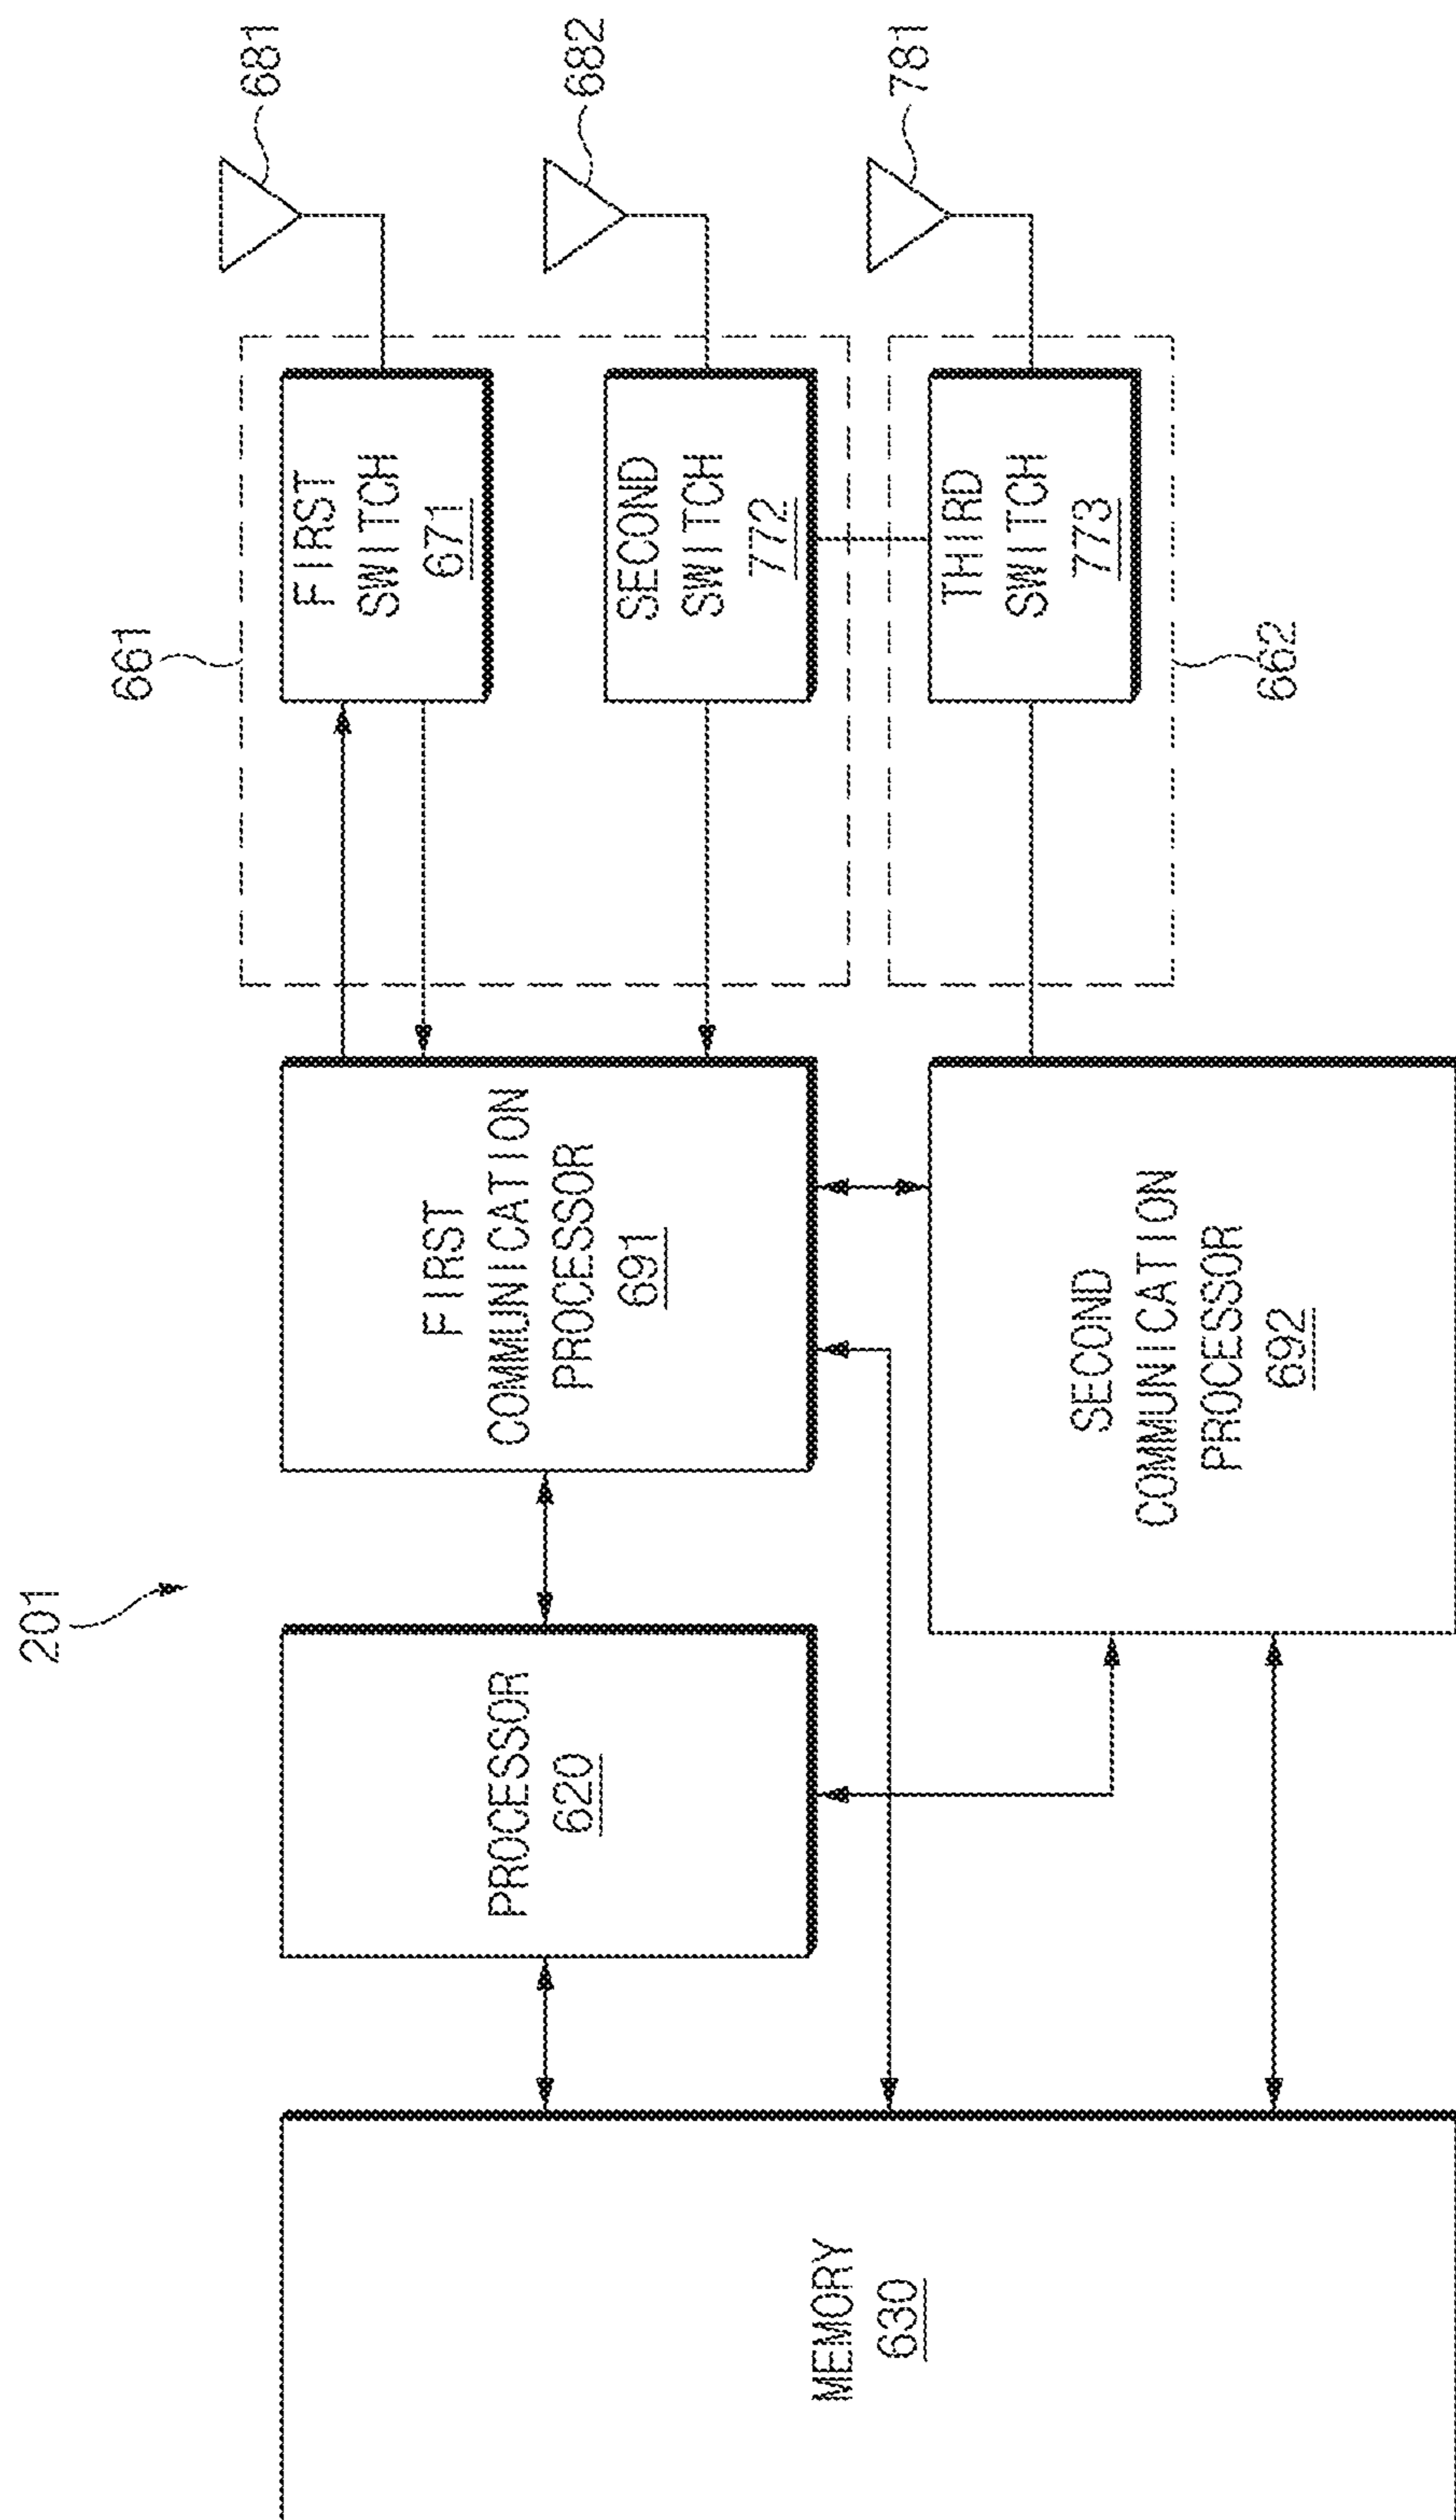 201
MEMORY
630
PROCESSOR
620
FIRST
COMMUNICATION
PROCESSOR
691
SECOND
COMMUNICATION
PROCESSOR
692
661
FIRST
SWITCH
671
SECOND
SWITCH
772
THIRD
SWITCH
773
662
681
682
781